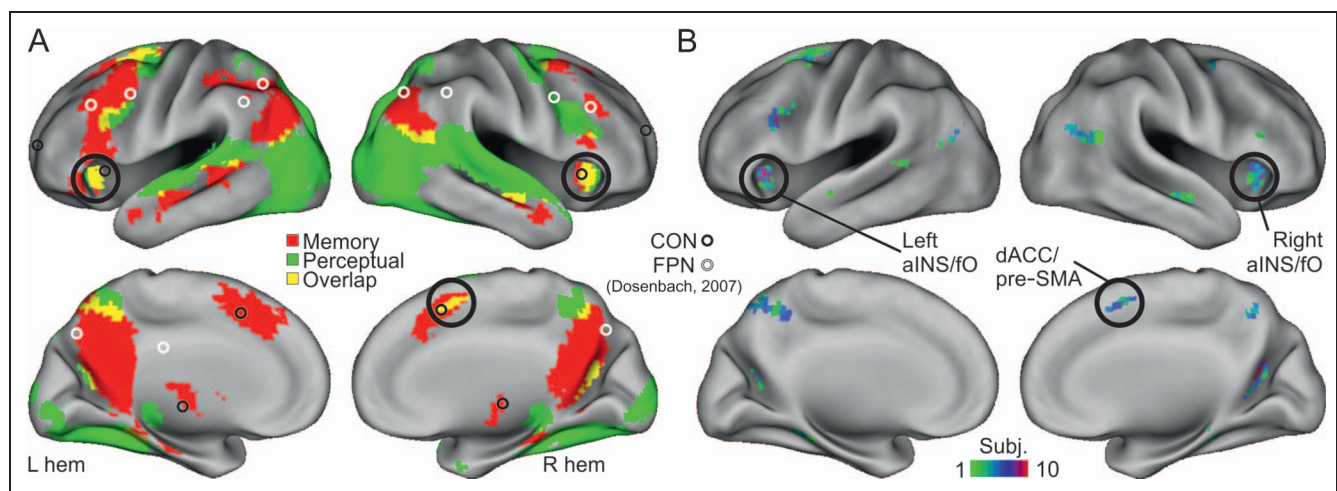 A
B
Memory
Perceptual
Overlap
CON
FPN
(Dosenbach, 2007)
Left
aINS/fO
dACC/
pre-SMA
Right
aINS/fO
L hem
R hem
Subj.
1 10